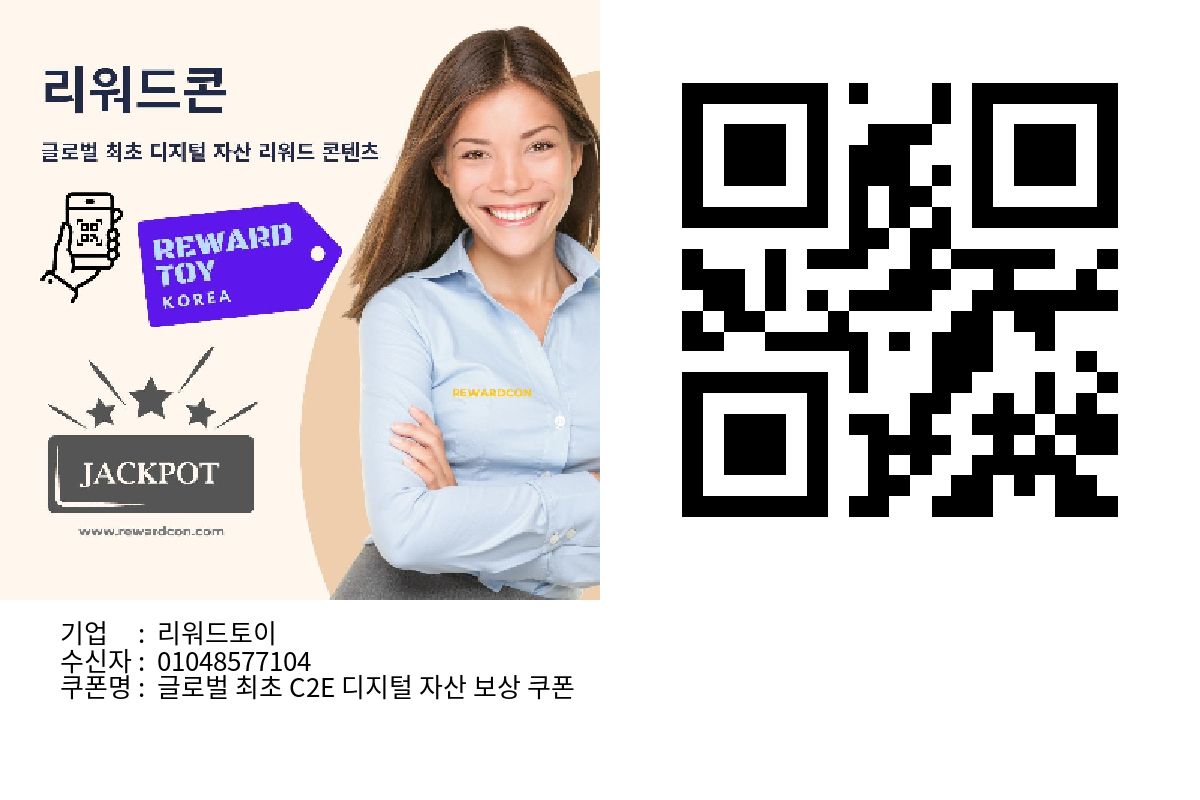 리워드콘
글로벌 최초 디지털 자산 리워드 콘텐츠
REWARD
TOY
KOREA
REWARDCON
JACKPOT
www.rewardcon.com
기업 : 리워드토이
수신자 : 01048577104
쿠폰명 : 글로벌 최초 C2E 디지털 자산 보상 쿠폰